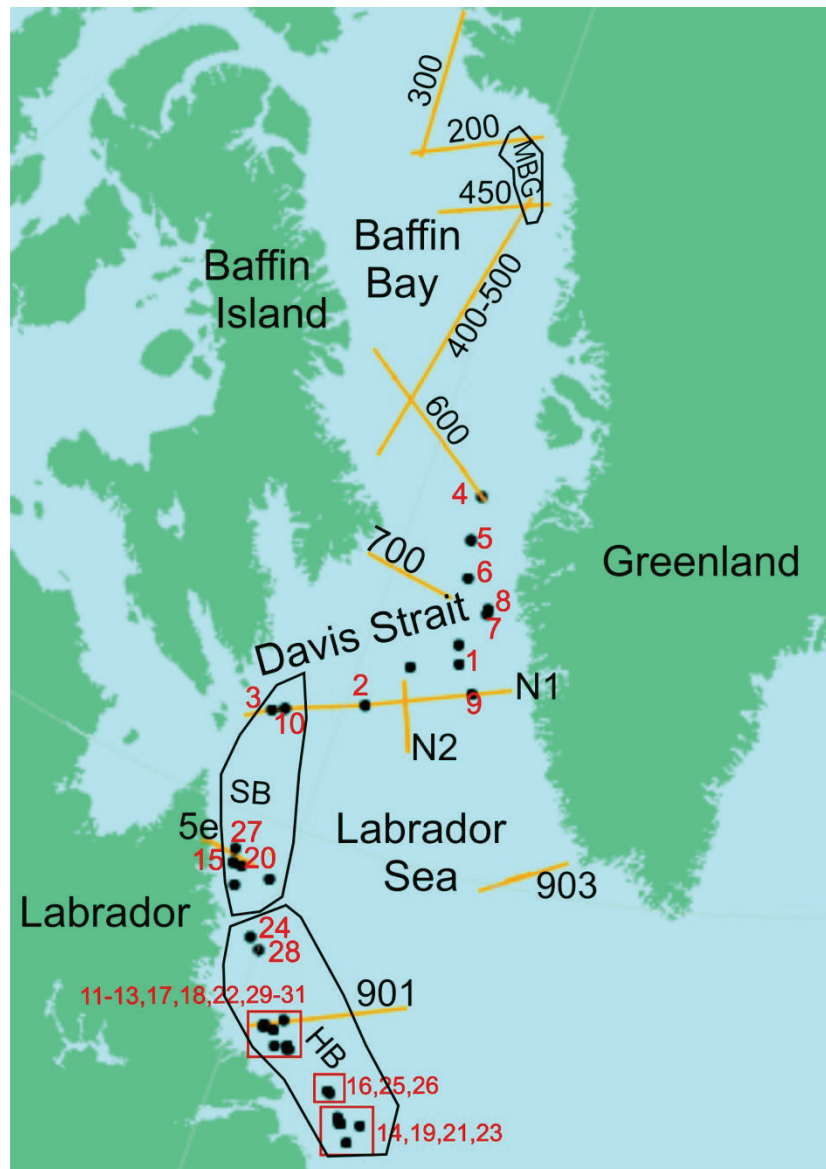 300
200
MBG
450
Baffin
Bay
Baffin
Island
400-500
600
4
5
700
Greenland
6
8
7
Davis Strait
1
3
2
N1
10
9
N2
SB
5e
27
Labrador
Sea
15
20
903
Labrador
24
28
11-13,17,18,22,29-31
901
HB
16,25,26
14,19,21,23